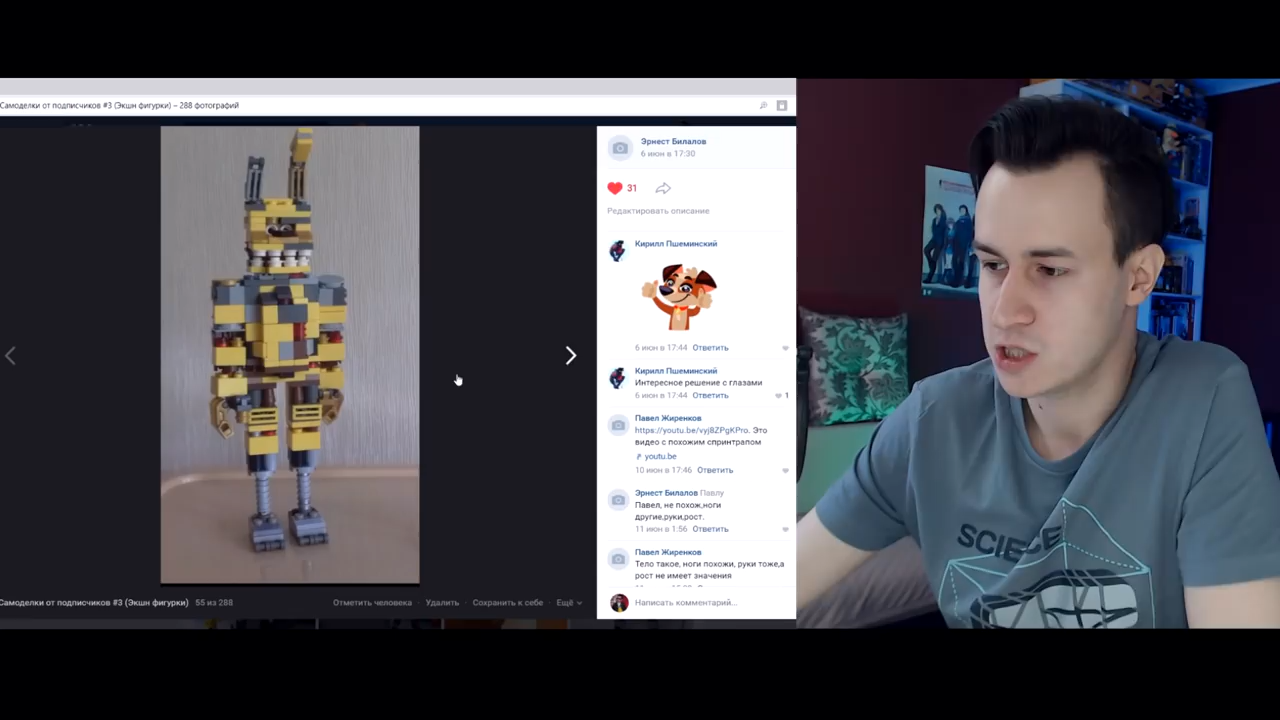 Самоделки от подписчиков #3 (Экшн фигурки) – 288 фотографий
Эрнест Билалов
6 июн в 17:30
31
Редактировать описание
Кирилл Пшеминский
6 июн в 17:44 Ответить
Кирилл Пшеминский
Интересное решение с глазами
6 июн в 17:44 Ответить 1
Павел Жиренков
https://youtu.be/vyj8ZPgKPro. Это
видео с похожим спринтрапом
youtu.be
10 июн в 17:46 Ответить
Эрнест Билалов Павлу
Павел, не похож,ноги
другие,руки,рост.
11 июн в 1:56 Ответить
Павел Жиренков
Тело такое, ноги похожи, руки тоже,а
рост не имеет значения
Написать комментарий...
Самоделки от подписчиков #3 (Экшн фигурки) 55 из 288
Отметить человека · Удалить · Сохранить к себе · Ещё
SCIENCE